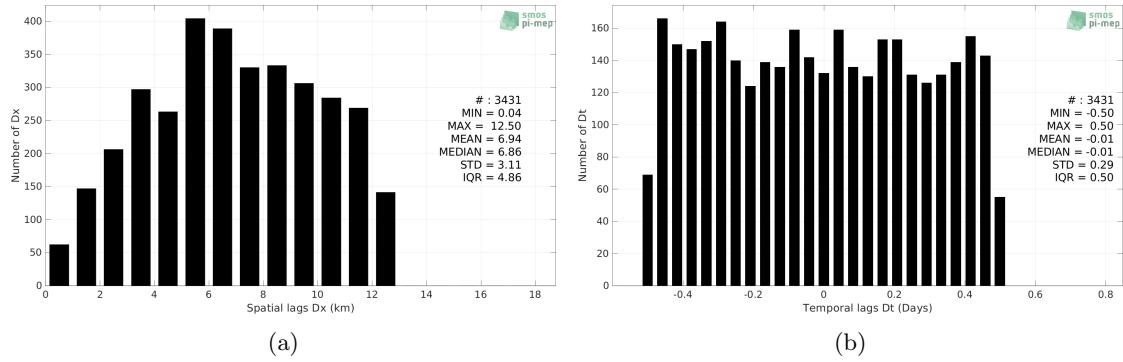 400
350
300
250
200
150
100
50
0
Number of Dx
0 2 4 6 8 10 12 14 16 18
Spatial lags Dx (km)
smos
pi-mep
# : 3431
MIN = 0.04
MAX = 12.50
MEAN = 6.94
MEDIAN = 6.86
STD = 3.11
IQR = 4.86
(a)
160
140
120
100
80
60
40
20
0
Number of Dt
-0.4 -0.2 0 0.2 0.4 0.6 0.8
Temporal lags Dt (Days)
smos
pi-mep
# : 3431
MIN = -0.50
MAX = 0.50
MEAN = -0.01
MEDIAN = -0.01
STD = 0.29
IQR = 0.50
(b)